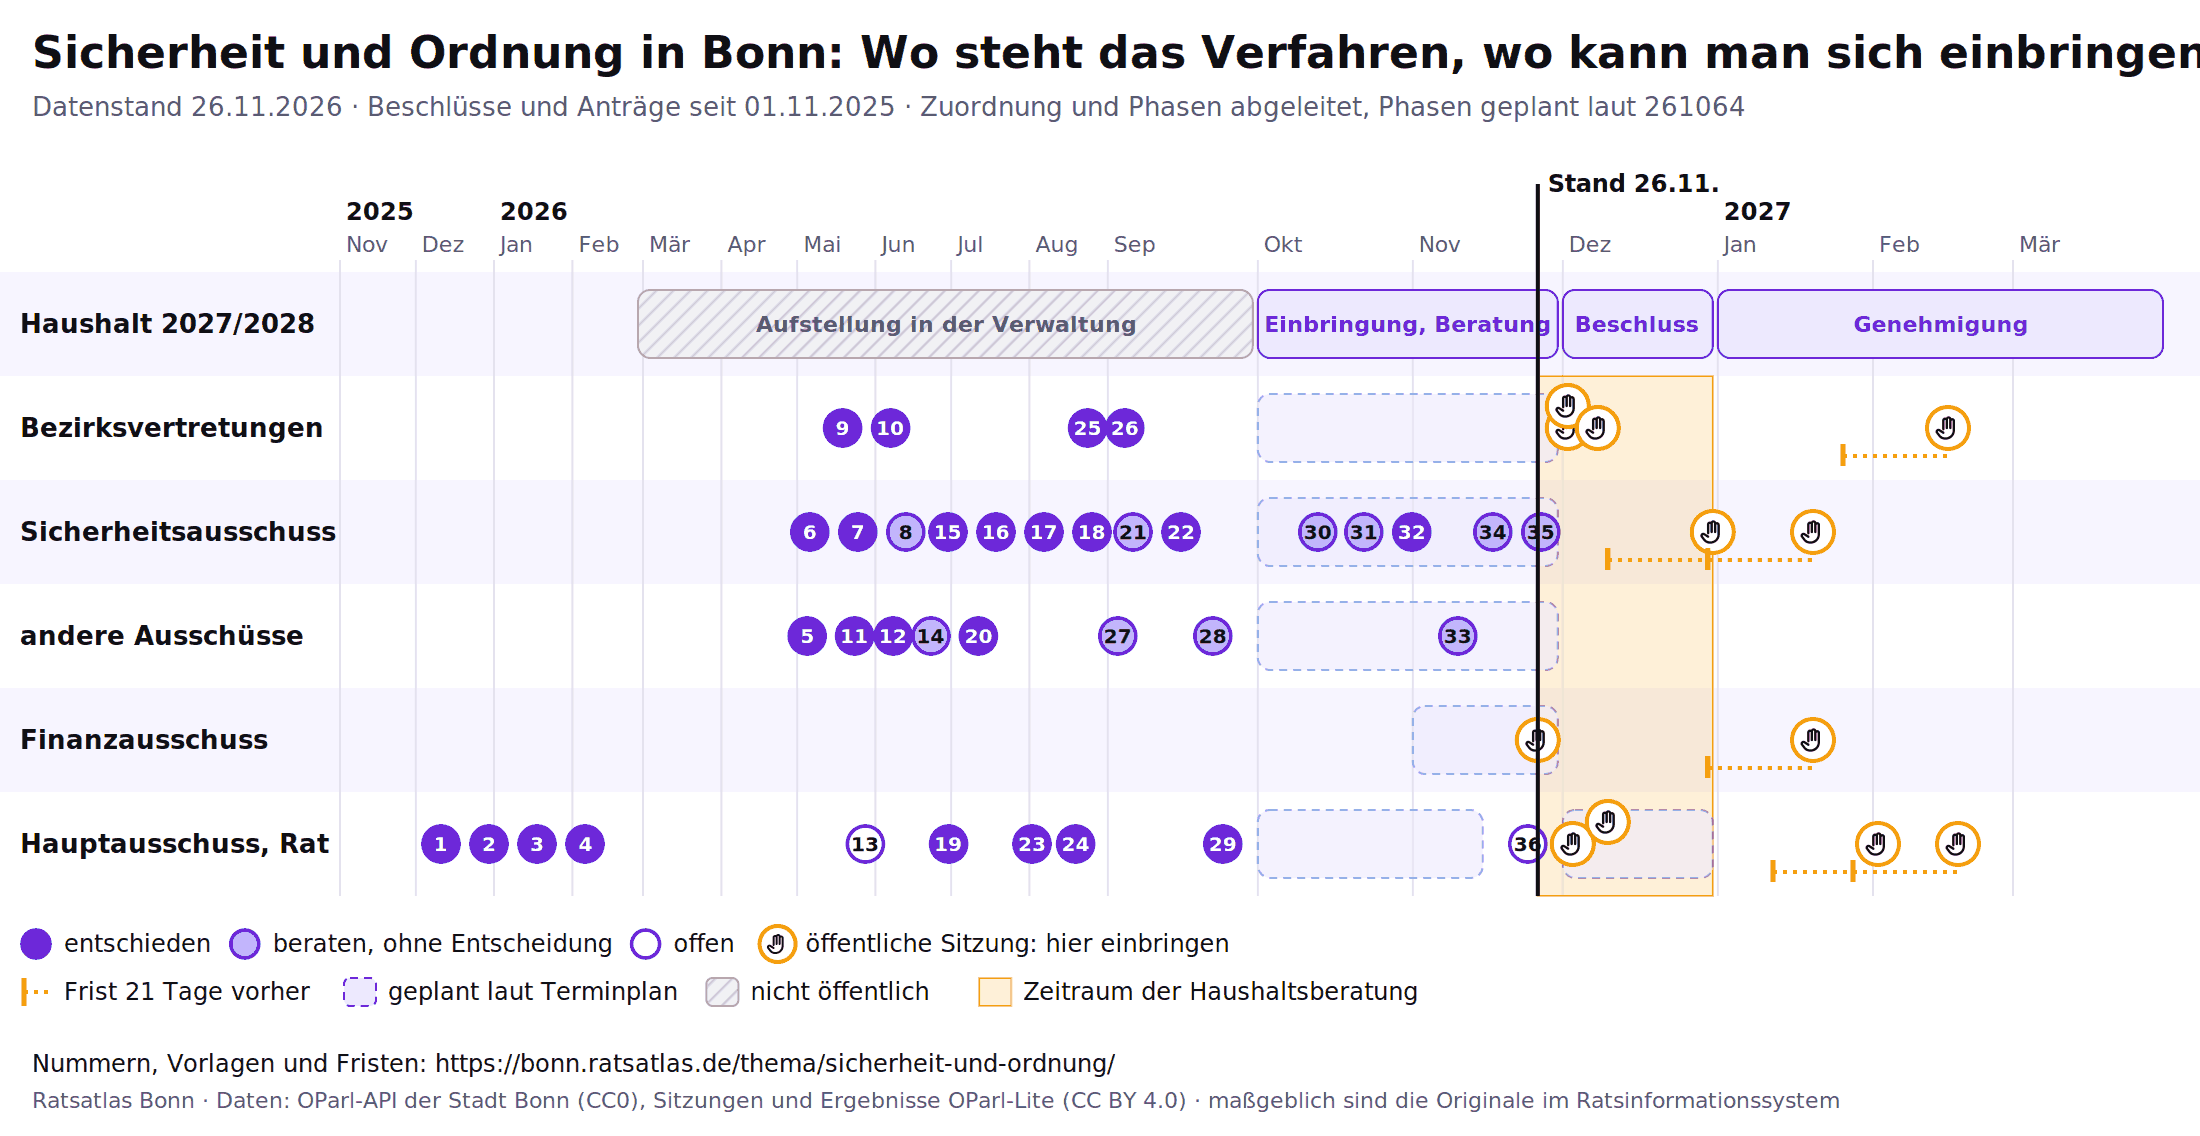 Sicherheit und Ordnung in Bonn: Wo steht das Verfahren, wo kann man sich einbringen
Datenstand 26.11.2026 · Beschlüsse und Anträge seit 01.11.2025 · Zuordnung und Phasen abgeleitet, Phasen geplant laut 261064
Stand 26.11.
2025 2026 2027
Nov Dez Jan Feb Mär Apr Mai Jun Jul Aug Sep Okt Nov Dez Jan Feb Mär
Haushalt 2027/2028 Aufstellung in der Verwaltung Einbringung, Beratung Beschluss Genehmigung
Bezirksvertretungen 9 10 25 26
Sicherheitsausschuss 6 7 8 15 16 17 18 21 22 30 31 32 34 35
andere Ausschüsse 5 11 12 14 20 27 28 33
Finanzausschuss
Hauptausschuss, Rat 1 2 3 4 13 19 23 24 29 36
entschieden beraten, ohne Entscheidung offen öffentliche Sitzung: hier einbringen
Frist 21 Tage vorher geplant laut Terminplan nicht öffentlich Zeitraum der Haushaltsberatung
Nummern, Vorlagen und Fristen: https://bonn.ratsatlas.de/thema/sicherheit-und-ordnung/
Ratsatlas Bonn · Daten: OParl-API der Stadt Bonn (CC0), Sitzungen und Ergebnisse OParl-Lite (CC BY 4.0) · maßgeblich sind die Originale im Ratsinformationssystem